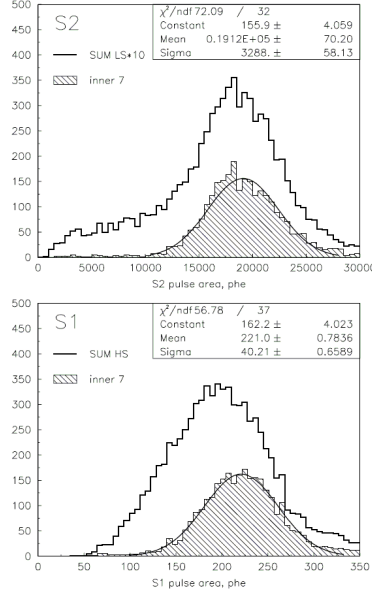 S2
χ²/ndf 72.09 / 32
Constant 155.9 ± 4.059
Mean 0.1912E+05 ± 70.20
Sigma 3288. ± 58.13
SUM LS*10
inner 7
500
450
400
350
300
250
200
150
100
50
0
0 5000 10000 15000 20000 25000 30000
S2 pulse area, phe
S1
χ²/ndf 56.78 / 37
Constant 162.2 ± 4.023
Mean 221.0 ± 0.7836
Sigma 40.21 ± 0.6589
SUM HS
inner 7
500
450
400
350
300
250
200
150
100
50
0
0 50 100 150 200 250 300 350
S1 pulse area, phe